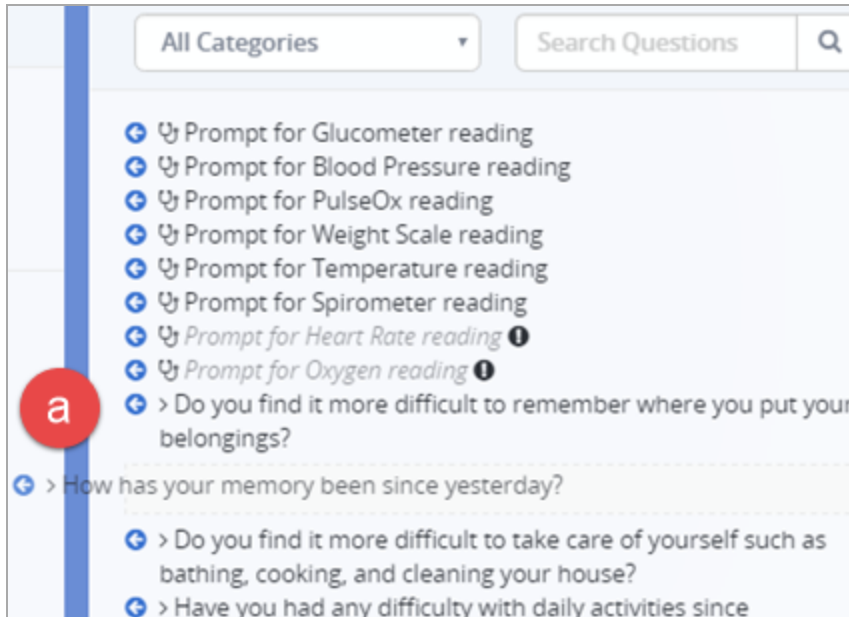 All Categories
Search Questions
Prompt for Glucometer reading
Prompt for Blood Pressure reading
Prompt for PulseOx reading
Prompt for Weight Scale reading
Prompt for Temperature reading
Prompt for Spirometer reading
Prompt for Heart Rate reading
Prompt for Oxygen reading
a
> Do you find it more difficult to remember where you put your
belongings?
> How has your memory been since yesterday?
> Do you find it more difficult to take care of yourself such as
bathing, cooking, and cleaning your house?
> Have you had any difficulty with daily activities since